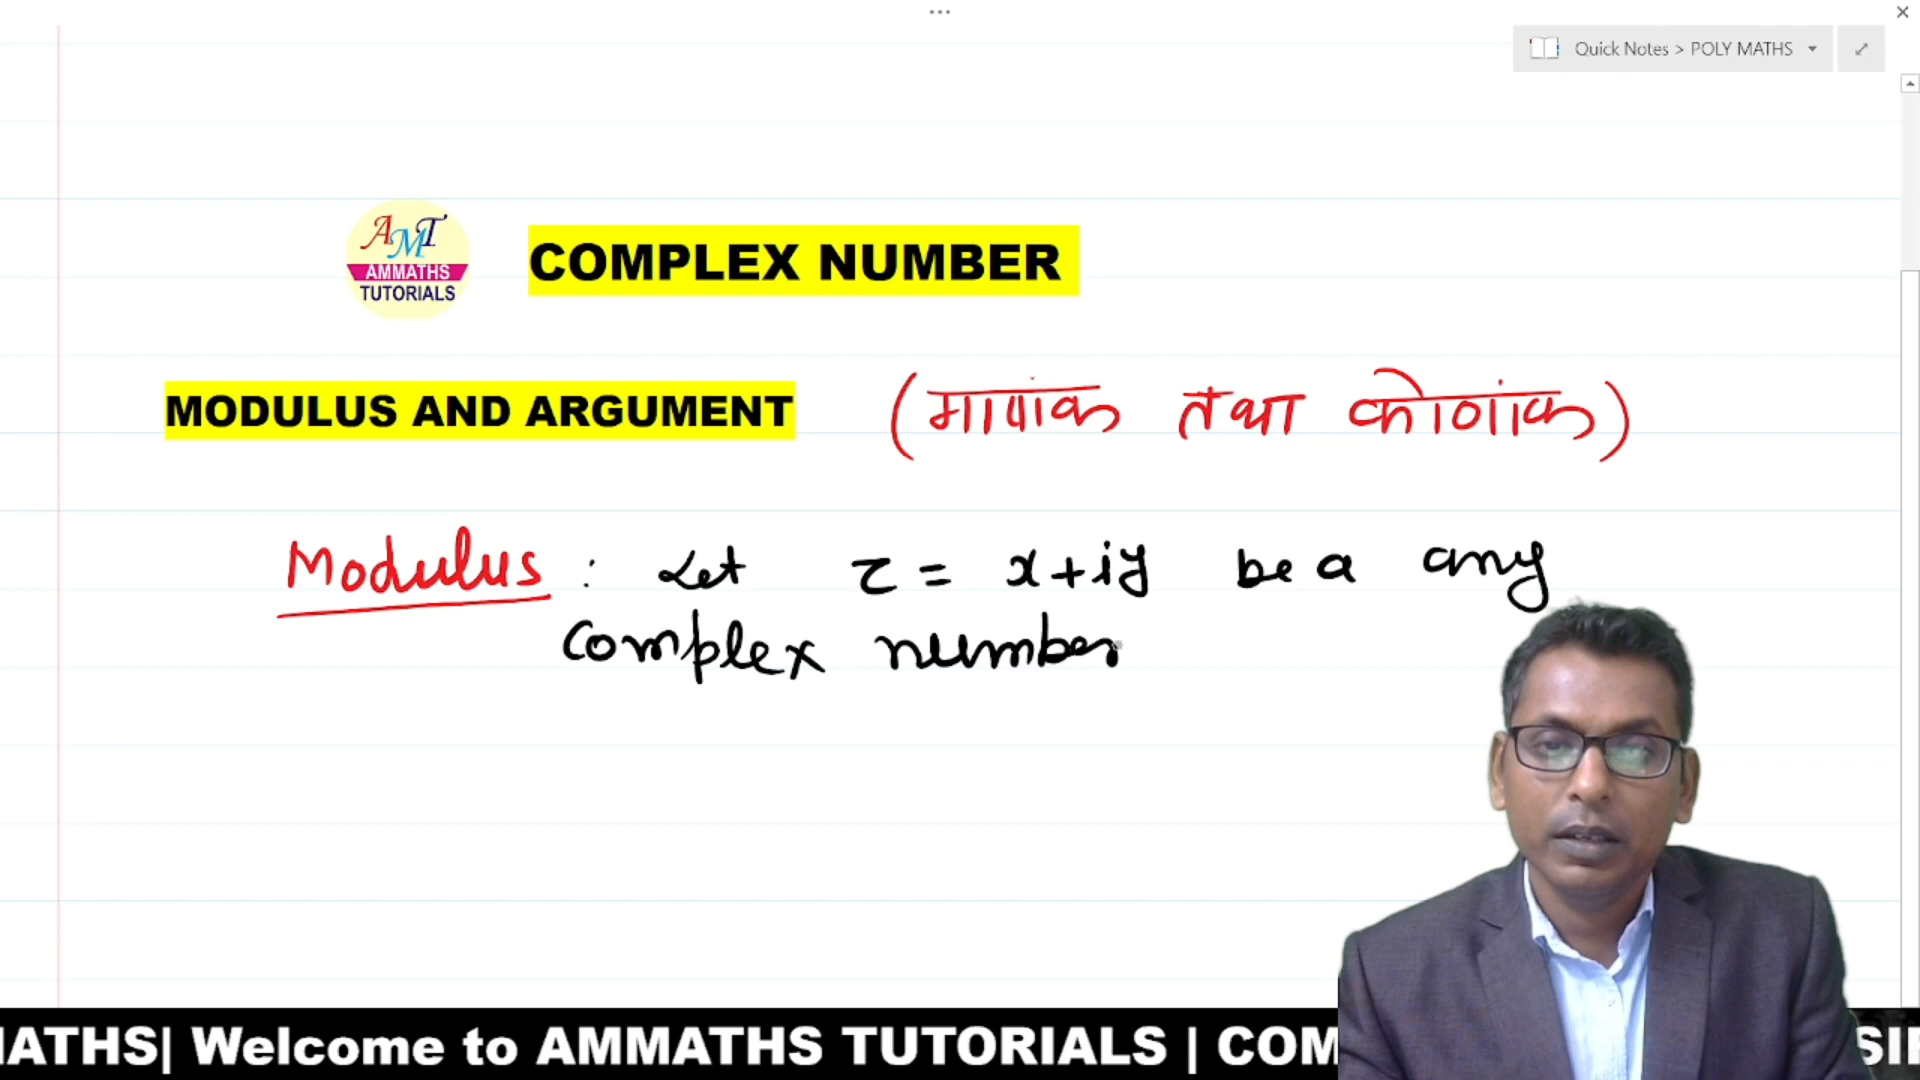 Quick Notes > POLY MATHS
AMT
AMMATHS
TUTORIALS
COMPLEX NUMBER
MODULUS AND ARGUMENT (मापांक तथा कोणांक)
Modulus : Let z = x+iy be a any
complex number
MATHS| Welcome to AMMATHS TUTORIALS | COM